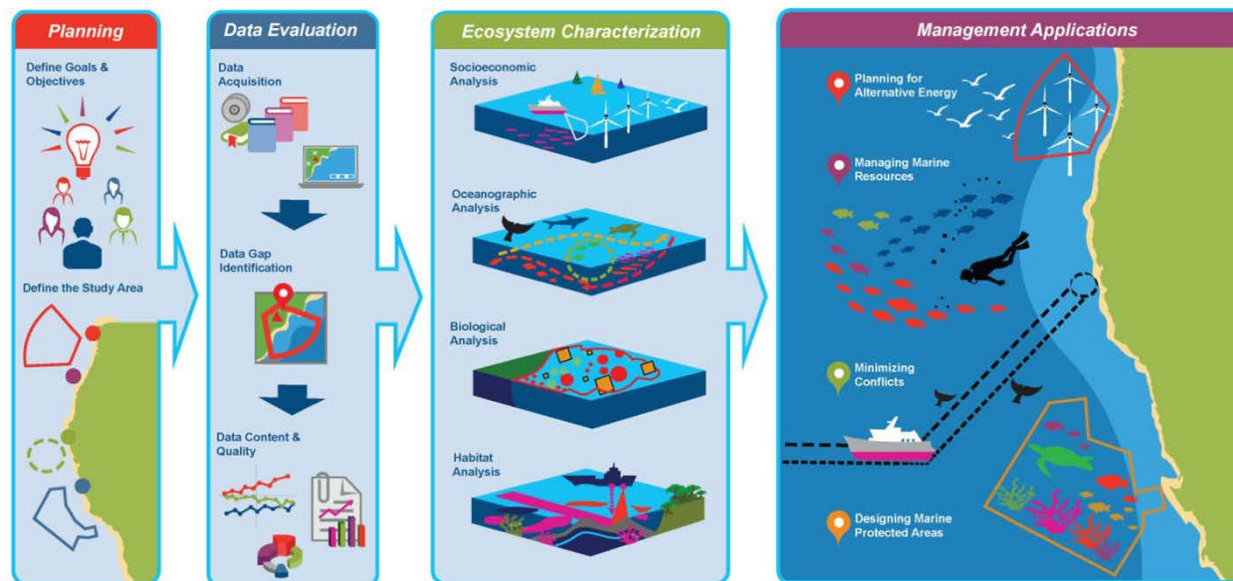 Planning
Define Goals &
Objectives
Define the Study Area
Data Evaluation
Data
Acquisition
Data Gap
Identification
Data Content &
Quality
Ecosystem Characterization
Socioeconomic
Analysis
Oceanographic
Analysis
Biological
Analysis
Habitat
Analysis
Management Applications
Planning for
Alternative Energy
Managing Marine
Resources
Minimizing
Conflicts
Designing Marine
Protected Areas